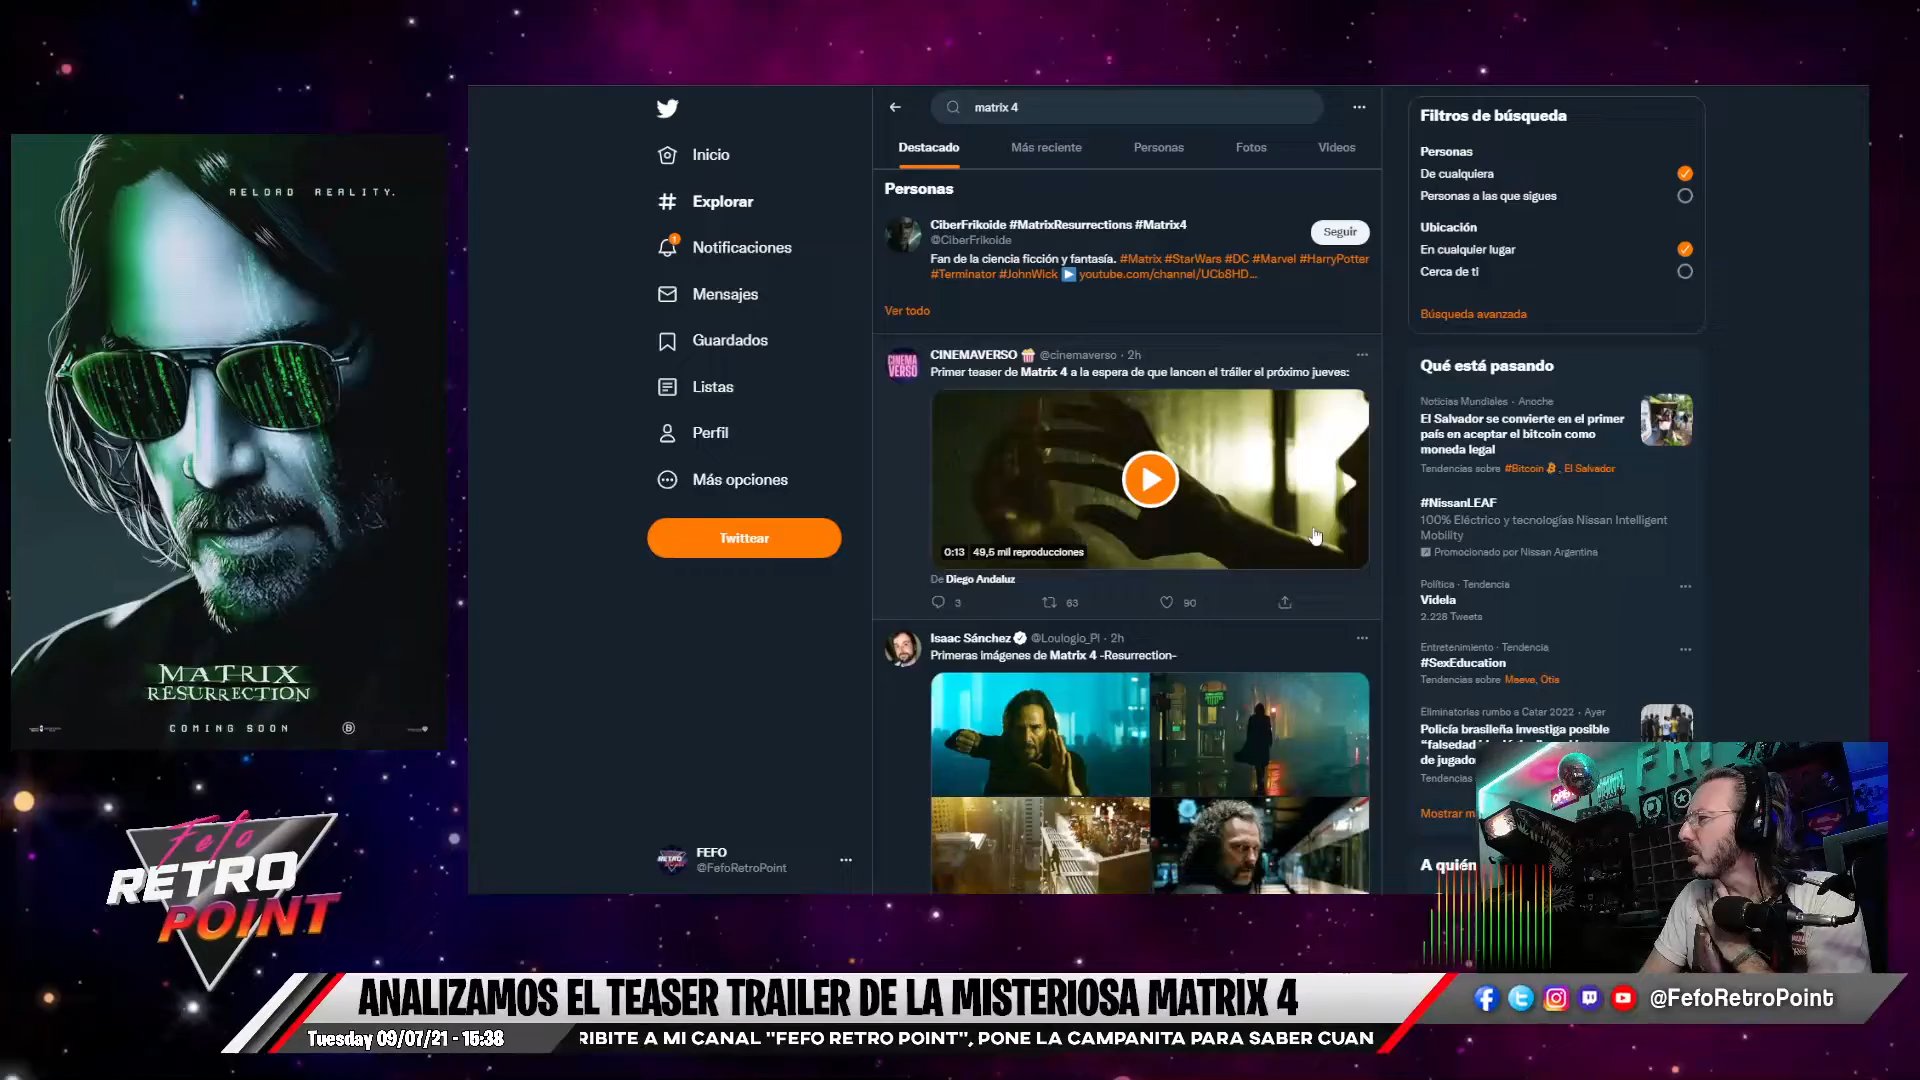 RELOAD REALITY.
MATRIX
RESURRECTION
COMING SOON
Fefo
RETRO
POINT
Inicio
Explorar
1
Notificaciones
Mensajes
Guardados
Listas
Perfil
Más opciones
Twittear
FEFO
@FefoRetroPoint
matrix 4
Destacado
Más reciente
Personas
Fotos
Videos
Personas
CiberFrikoide #MatrixResurrections #Matrix4
@CiberFrikoide
Seguir
Fan de la ciencia ficción y fantasía. #Matrix #StarWars #DC #Marvel #HarryPotter
#Terminator #JohnWick ▶ youtube.com/channel/UCb8HD...
Ver todo
CINEMA
VERSO
CINEMAVERSO 🍿 @cinemaverso · 2h
Primer teaser de Matrix 4 a la espera de que lancen el tráiler el próximo jueves:
0:13 49,5 mil reproducciones
De Diego Andaluz
3
63
90
Isaac Sánchez @Loulogio_Pl · 2h
Primeras imágenes de Matrix 4 -Resurrection-
Filtros de búsqueda
Personas
De cualquiera
Personas a las que sigues
Ubicación
En cualquier lugar
Cerca de ti
Búsqueda avanzada
Qué está pasando
Noticias Mundiales · Anoche
El Salvador se convierte en el primer
país en aceptar el bitcoin como
moneda legal
Tendencias sobre #Bitcoin, El Salvador
#NissanLEAF
100% Eléctrico y tecnologías Nissan Intelligent
Mobility
Promocionado por Nissan Argentina
Política · Tendencia
Videla
2.228 Tweets
Entretenimiento · Tendencia
#SexEducation
Tendencias sobre Maeve, Otis
Eliminatorias rumbo a Catar 2022 · Ayer
Policía brasileña investiga posible
“falsedad
de jugado
Tendencias
Mostrar m
A quién
ANALIZAMOS EL TEASER TRAILER DE LA MISTERIOSA MATRIX 4
@FefoRetroPoint
Tuesday 09/07/21 - 15:38
RIBITE A MI CANAL "FEFO RETRO POINT", PONE LA CAMPANITA PARA SABER CUAN